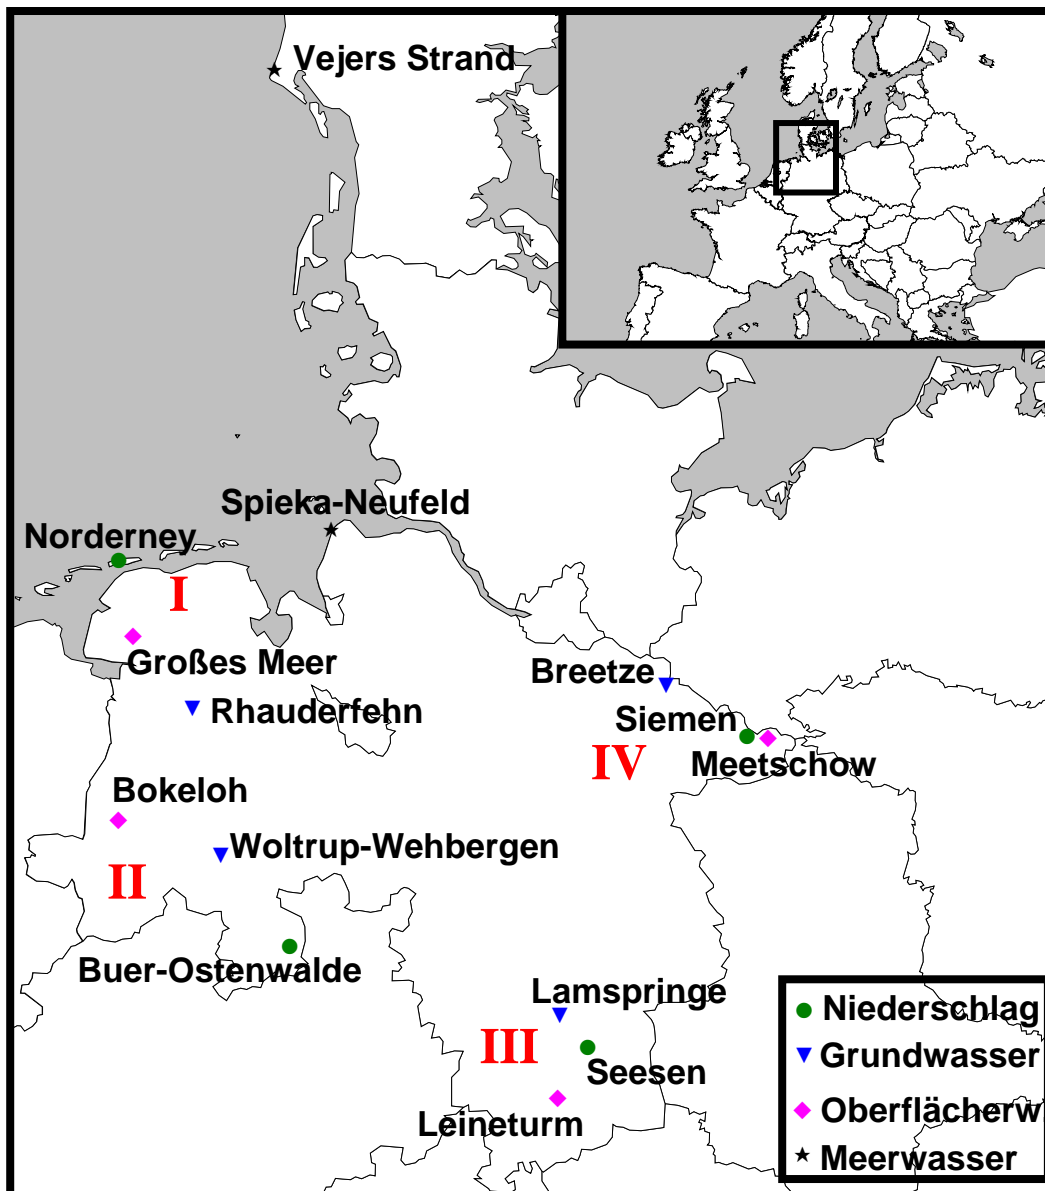 Vejers Strand
Spieka-Neufeld
Norderney
I
Großes Meer
Breetze
Rhauderfehn
Siemen
IV
Meetschow
Bokeloh
Woltrup-Wehbergen
II
Buer-Ostenwalde
Lamspringe
III
Seesen
Leineturm
Niederschlag
Grundwasser
Oberflächerw
Meerwasser